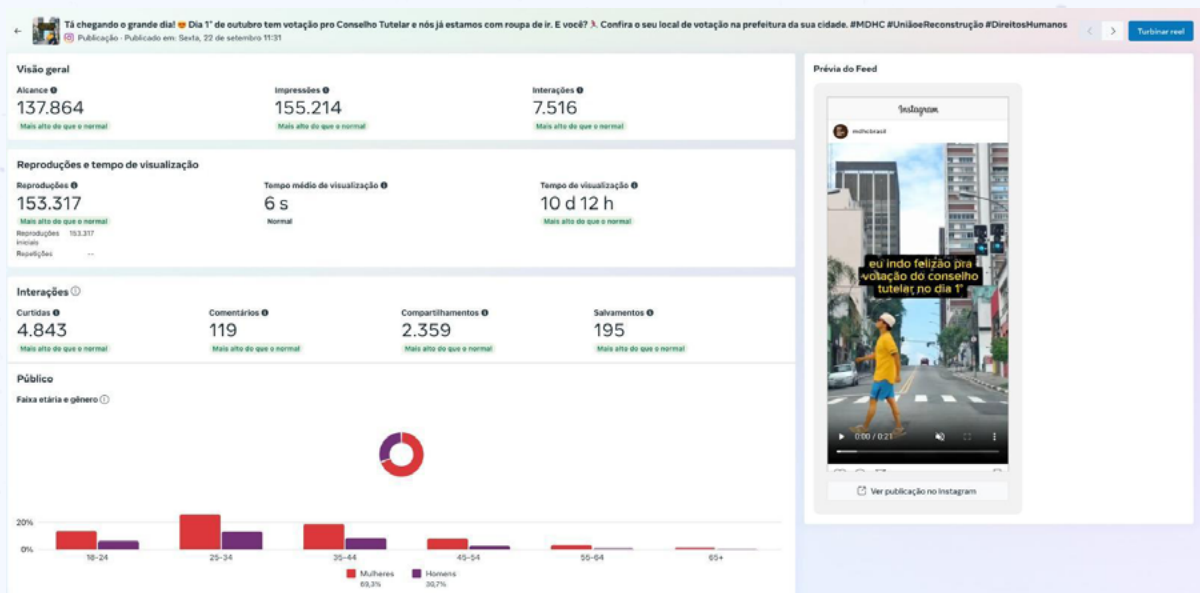 Tá chegando o grande dia! 😍 Dia 1° de outubro tem votação pro Conselho Tutelar e nós já estamos com roupa de ir. E você? 🏃 Confira o seu local de votação na prefeitura da sua cidade. #MDHC #UniãoeReconstrução #DireitosHumanos
Publicação · Publicado em: Sexta, 22 de setembro 11:31
Turbinar reel
Visão geral
Alcance
137.864
Mais alto do que o normal
Impressões
155.214
Mais alto do que o normal
Interações
7.516
Mais alto do que o normal
Reproduções e tempo de visualização
Reproduções
153.317
Mais alto do que o normal
Reproduções iniciais 153.317
Repetições --
Tempo médio de visualização
6 s
Normal
Tempo de visualização
10 d 12 h
Mais alto do que o normal
Interações
Curtidas
4.843
Mais alto do que o normal
Comentários
119
Mais alto do que o normal
Compartilhamentos
2.359
Mais alto do que o normal
Salvamentos
195
Mais alto do que o normal
Público
Faixa etária e gênero
20%
0%
18-24 25-34 35-44 45-54 55-64 65+
Mulheres
69,3%
Homens
30,7%
Prévia do Feed
Instagram
mdhcbrasil
eu indo felizão pra
votação do conselho
tutelar no dia 1°
0:00 / 0:21
Ver publicação no Instagram